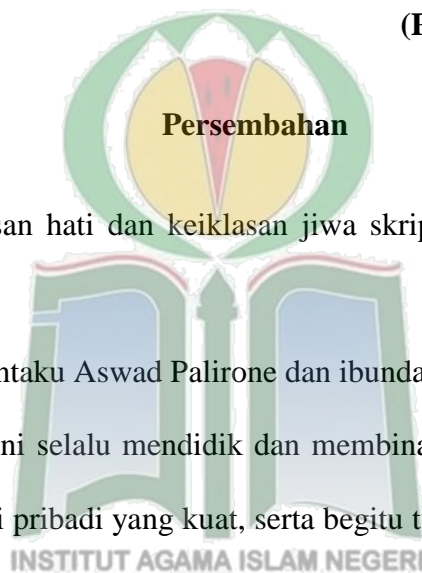 (
Persembahan
san hati dan keiklasan jiwa skrip
ntaku Aswad Palirone dan ibunda
ni selalu mendidik dan membina
i pribadi yang kuat, serta begitu t
INSTITUT AGAMA ISLAM NEGERI